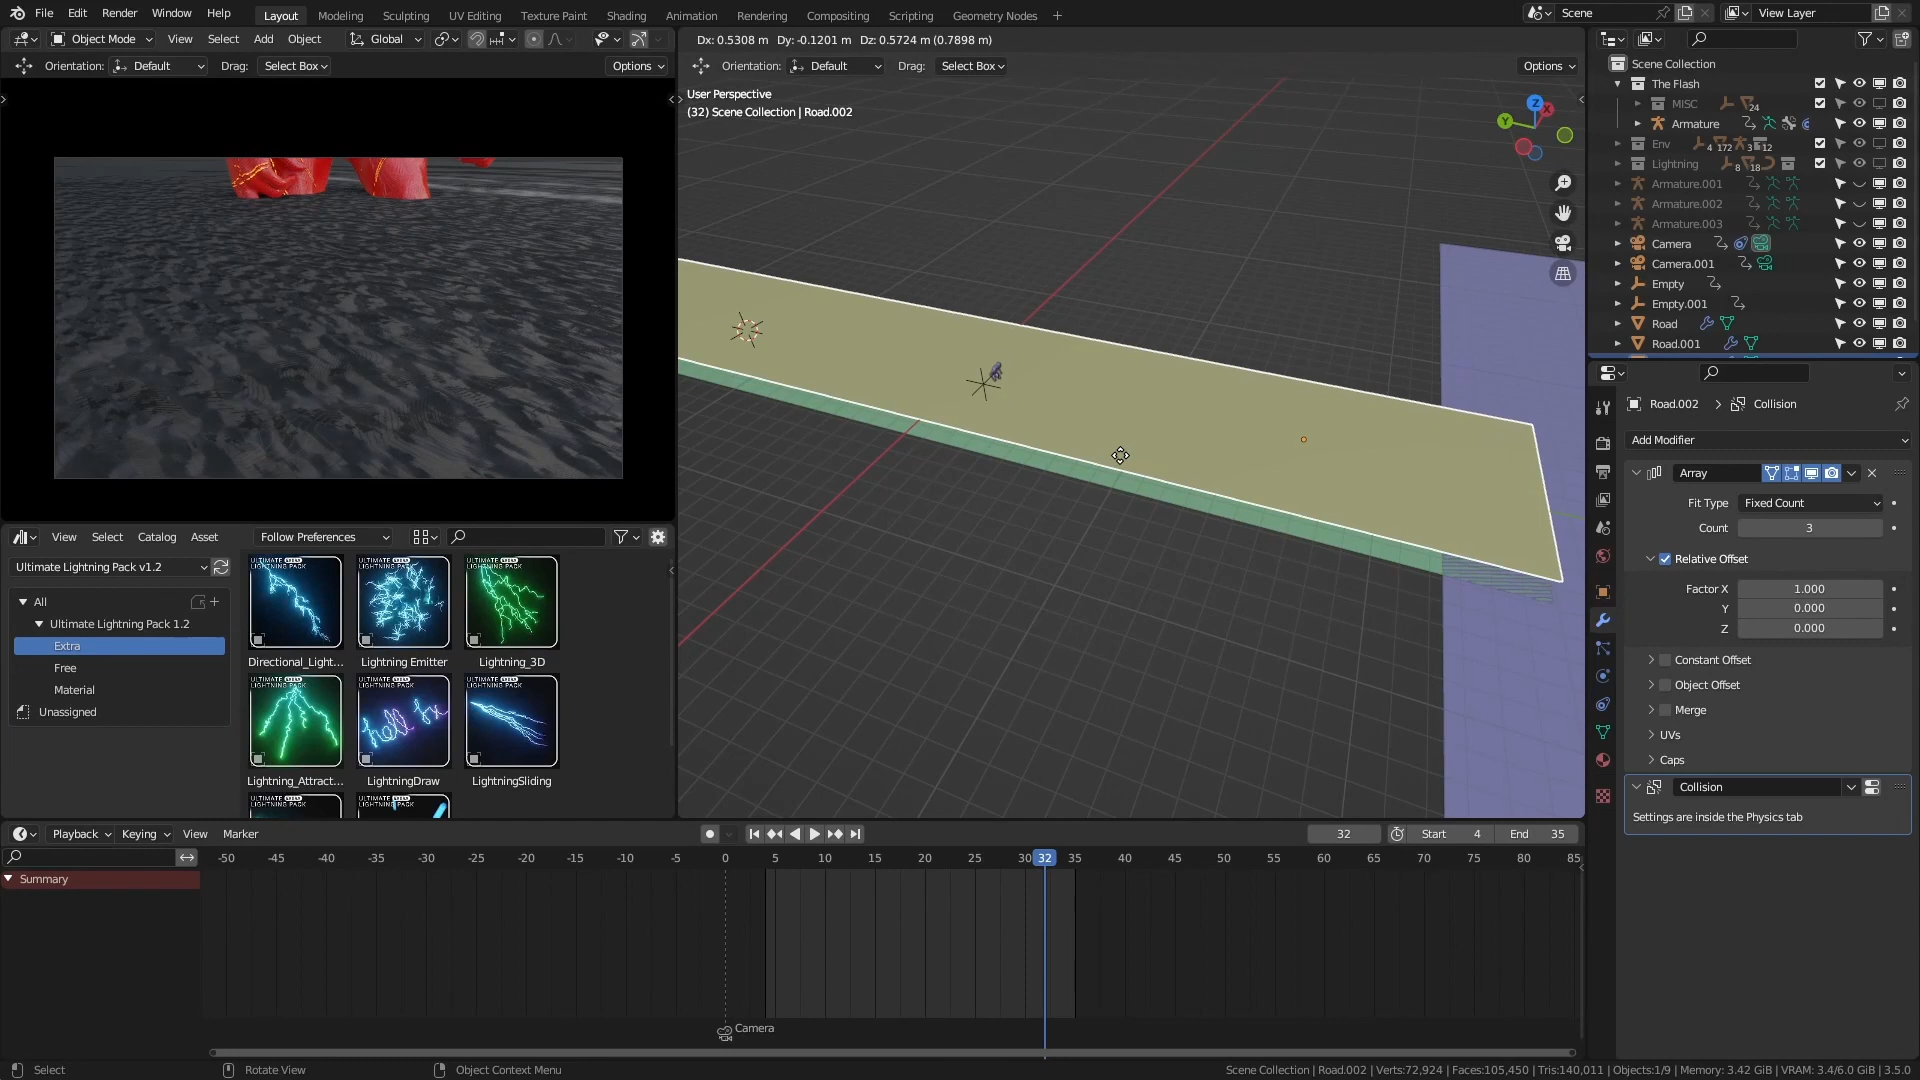 File Edit Render Window Help Layout Modeling Sculpting UV Editing Texture Paint Shading Animation Rendering Compositing Scripting Geometry Nodes + Scene View Layer
Object Mode View Select Add Object Global
Dx: 0.5308 m Dy: -0.1201 m Dz: 0.5724 m (0.7898 m)
Orientation: Default Drag: Select Box Options
Orientation: Default Drag: Select Box Options
User Perspective
(32) Scene Collection | Road.002
Z
X
Y
Scene Collection
The Flash
MISC 24
Armature
Env 4 172 3 12
Lightning 8 18
Armature.001
Armature.002
Armature.003
Camera
Camera.001
Empty
Empty.001
Road
Road.001
Road.002 > Collision
Add Modifier
Array
Fit Type Fixed Count
Count 3
Relative Offset
Factor X 1.000
Y 0.000
Z 0.000
Constant Offset
Object Offset
Merge
UVs
Caps
Collision
Settings are inside the Physics tab
View Select Catalog Asset Follow Preferences
Ultimate Lightning Pack v1.2
All
Ultimate Lightning Pack 1.2
Extra
Free
Material
Unassigned
Directional_Light... Lightning Emitter Lightning_3D
Lightning_Attract... LightningDraw LightningSliding
Playback Keying View Marker 32 Start 4 End 35
-50 -45 -40 -35 -30 -25 -20 -15 -10 -5 0 5 10 15 20 25 30 32 35 40 45 50 55 60 65 70 75 80 85
Summary
Camera
Select Rotate View Object Context Menu Scene Collection | Road.002 | Verts:72,924 | Faces:105,450 | Tris:140,011 | Objects:1/9 | Memory: 3.42 GiB | VRAM: 3.4/6.0 GiB | 3.5.0